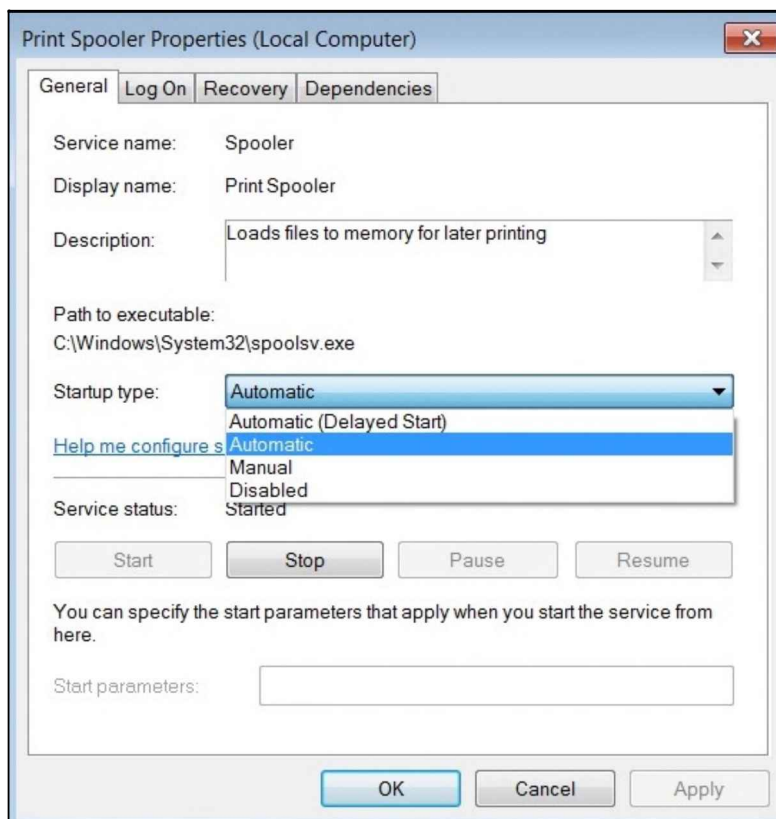 Print Spooler Properties (Local Computer)
General Log On Recovery Dependencies
Service name: Spooler
Display name: Print Spooler
Description: Loads files to memory for later printing
Path to executable:
C:\Windows\System32\spoolsv.exe
Startup type: Automatic
Automatic (Delayed Start)
Help me configure s Automatic
Manual
Disabled
Service status: Started
Start Stop Pause Resume
You can specify the start parameters that apply when you start the service from
here.
Start parameters:
OK Cancel Apply